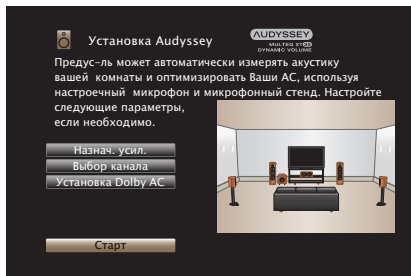 Установка Audyssey
AUDYSSEY
MULTEQ XT32
DYNAMIC VOLUME
Предус-ль может автоматически измерять акустику
вашей комнаты и оптимизировать Ваши АС, используя
настроечный микрофон и микрофонный стенд. Настройте
следующие параметры,
если необходимо.
Назнач. усил.
Выбор канала
Установка Dolby АС
Старт